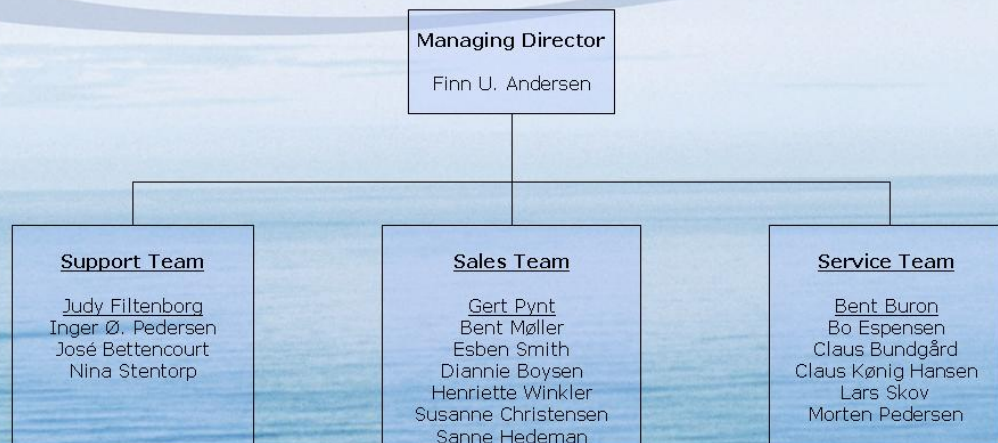 Managing Director
Finn U. Andersen
Support Team
Judy Filtenborg
Inger Ø. Pedersen
José Bettencourt
Nina Stentorp
Sales Team
Gert Pynt
Bent Møller
Esben Smith
Diannie Boysen
Henriette Winkler
Susanne Christensen
Sanne Hedeman
Service Team
Bent Buron
Bo Espensen
Claus Bundgård
Claus Kønig Hansen
Lars Skov
Morten Pedersen